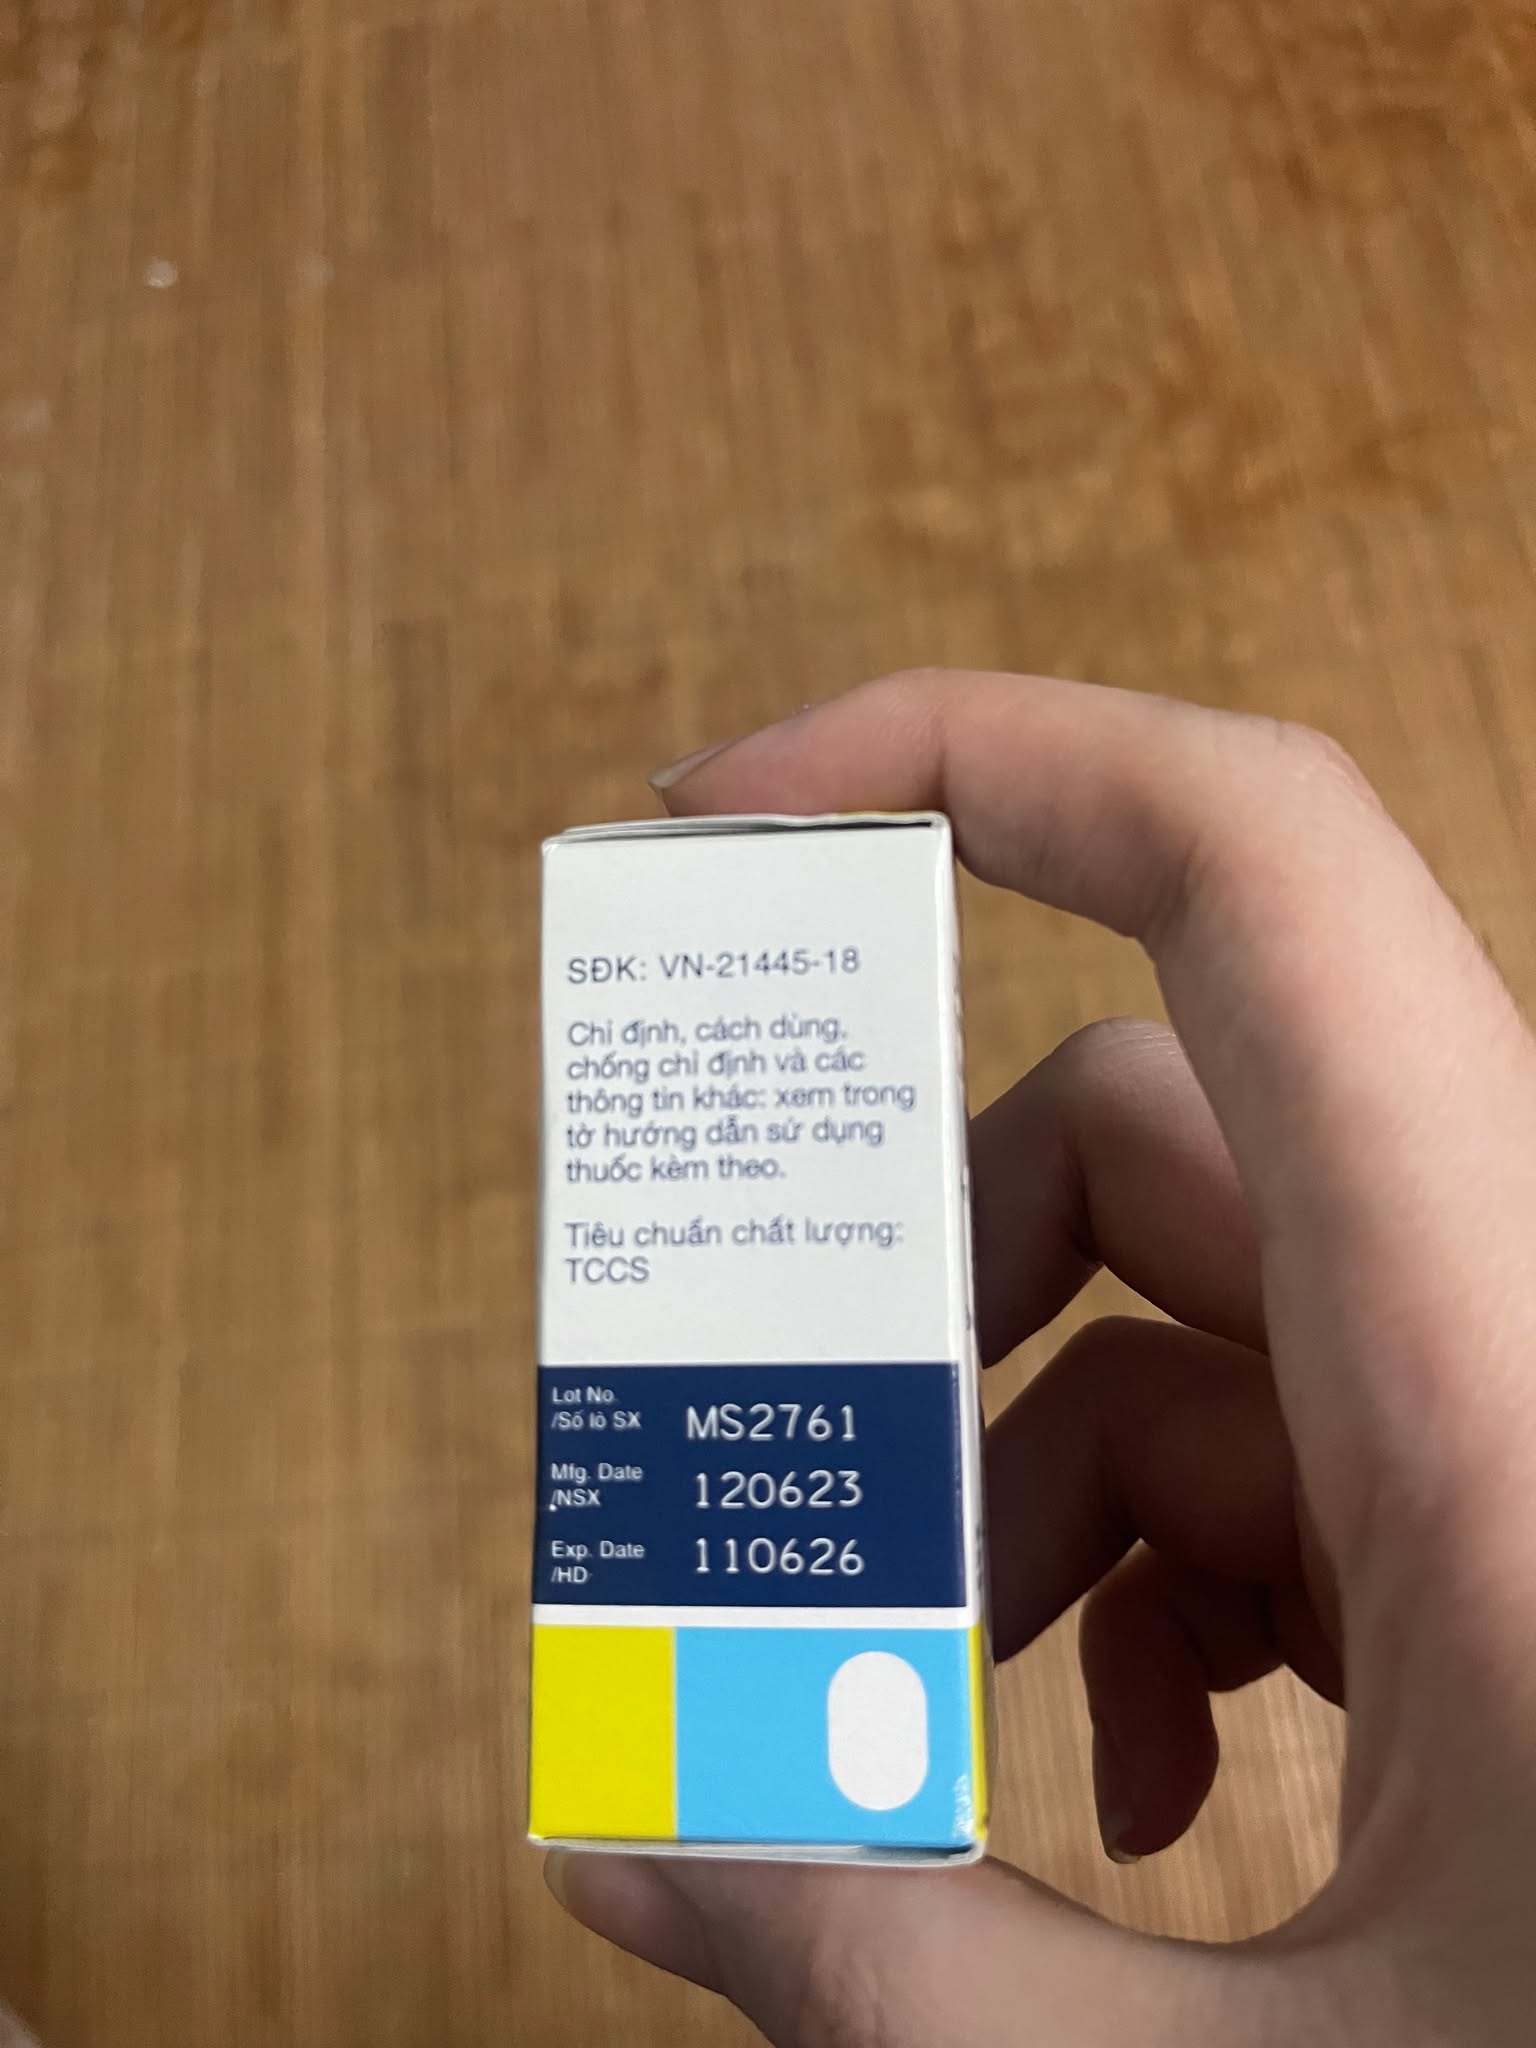 SĐK: VN-21445-18
Chỉ định, cách dùng,
chống chỉ định và các
thông tin khác: xem trong
tờ hướng dẫn sử dụng
thuốc kèm theo.
Tiêu chuẩn chất lượng:
TCCS
Lot No.
/Số lô SX MS2761
Mfg. Date
/NSX 120623
Exp. Date
/HD 110626